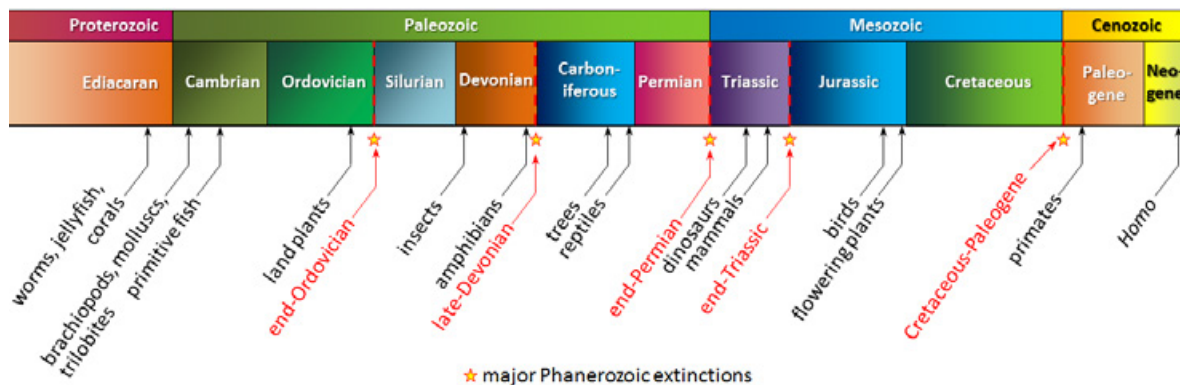 Proterozoic
Paleozoic
Mesozoic
Cenozoic
Ediacaran
Cambrian
Ordovician
Silurian
Devonian
Carbon-
iferous
Permian
Triassic
Jurassic
Cretaceous
Paleo-
gene
Neo-
gene
worms, jellyfish,
corals
brachiopods, molluscs,
trilobites
primitive fish
land plants
end-Ordovician
insects
amphibians
late-Devonian
trees
reptiles
end-Permian
dinosaurs
mammals
end-Triassic
birds
flowering plants
Cretaceous-Paleogene
primates
Homo
major Phanerozoic extinctions